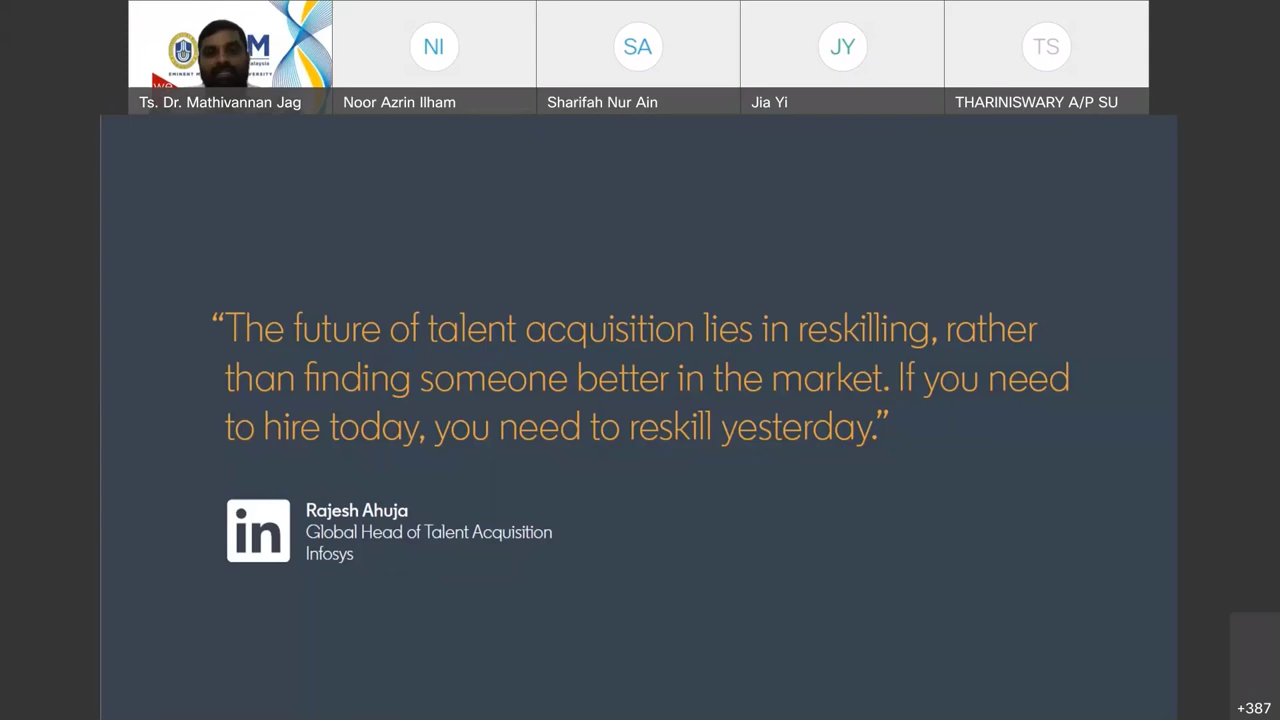 we
M
alaysia
Ts. Dr. Mathivannan Jag
NI
Noor Azrin Ilham
SA
Sharifah Nur Ain
JY
Jia Yi
TS
THARINISWARY A/P SU
“The future of talent acquisition lies in reskilling, rather
than finding someone better in the market. If you need
to hire today, you need to reskill yesterday.”
in
Rajesh Ahuja
Global Head of Talent Acquisition
Infosys
+387